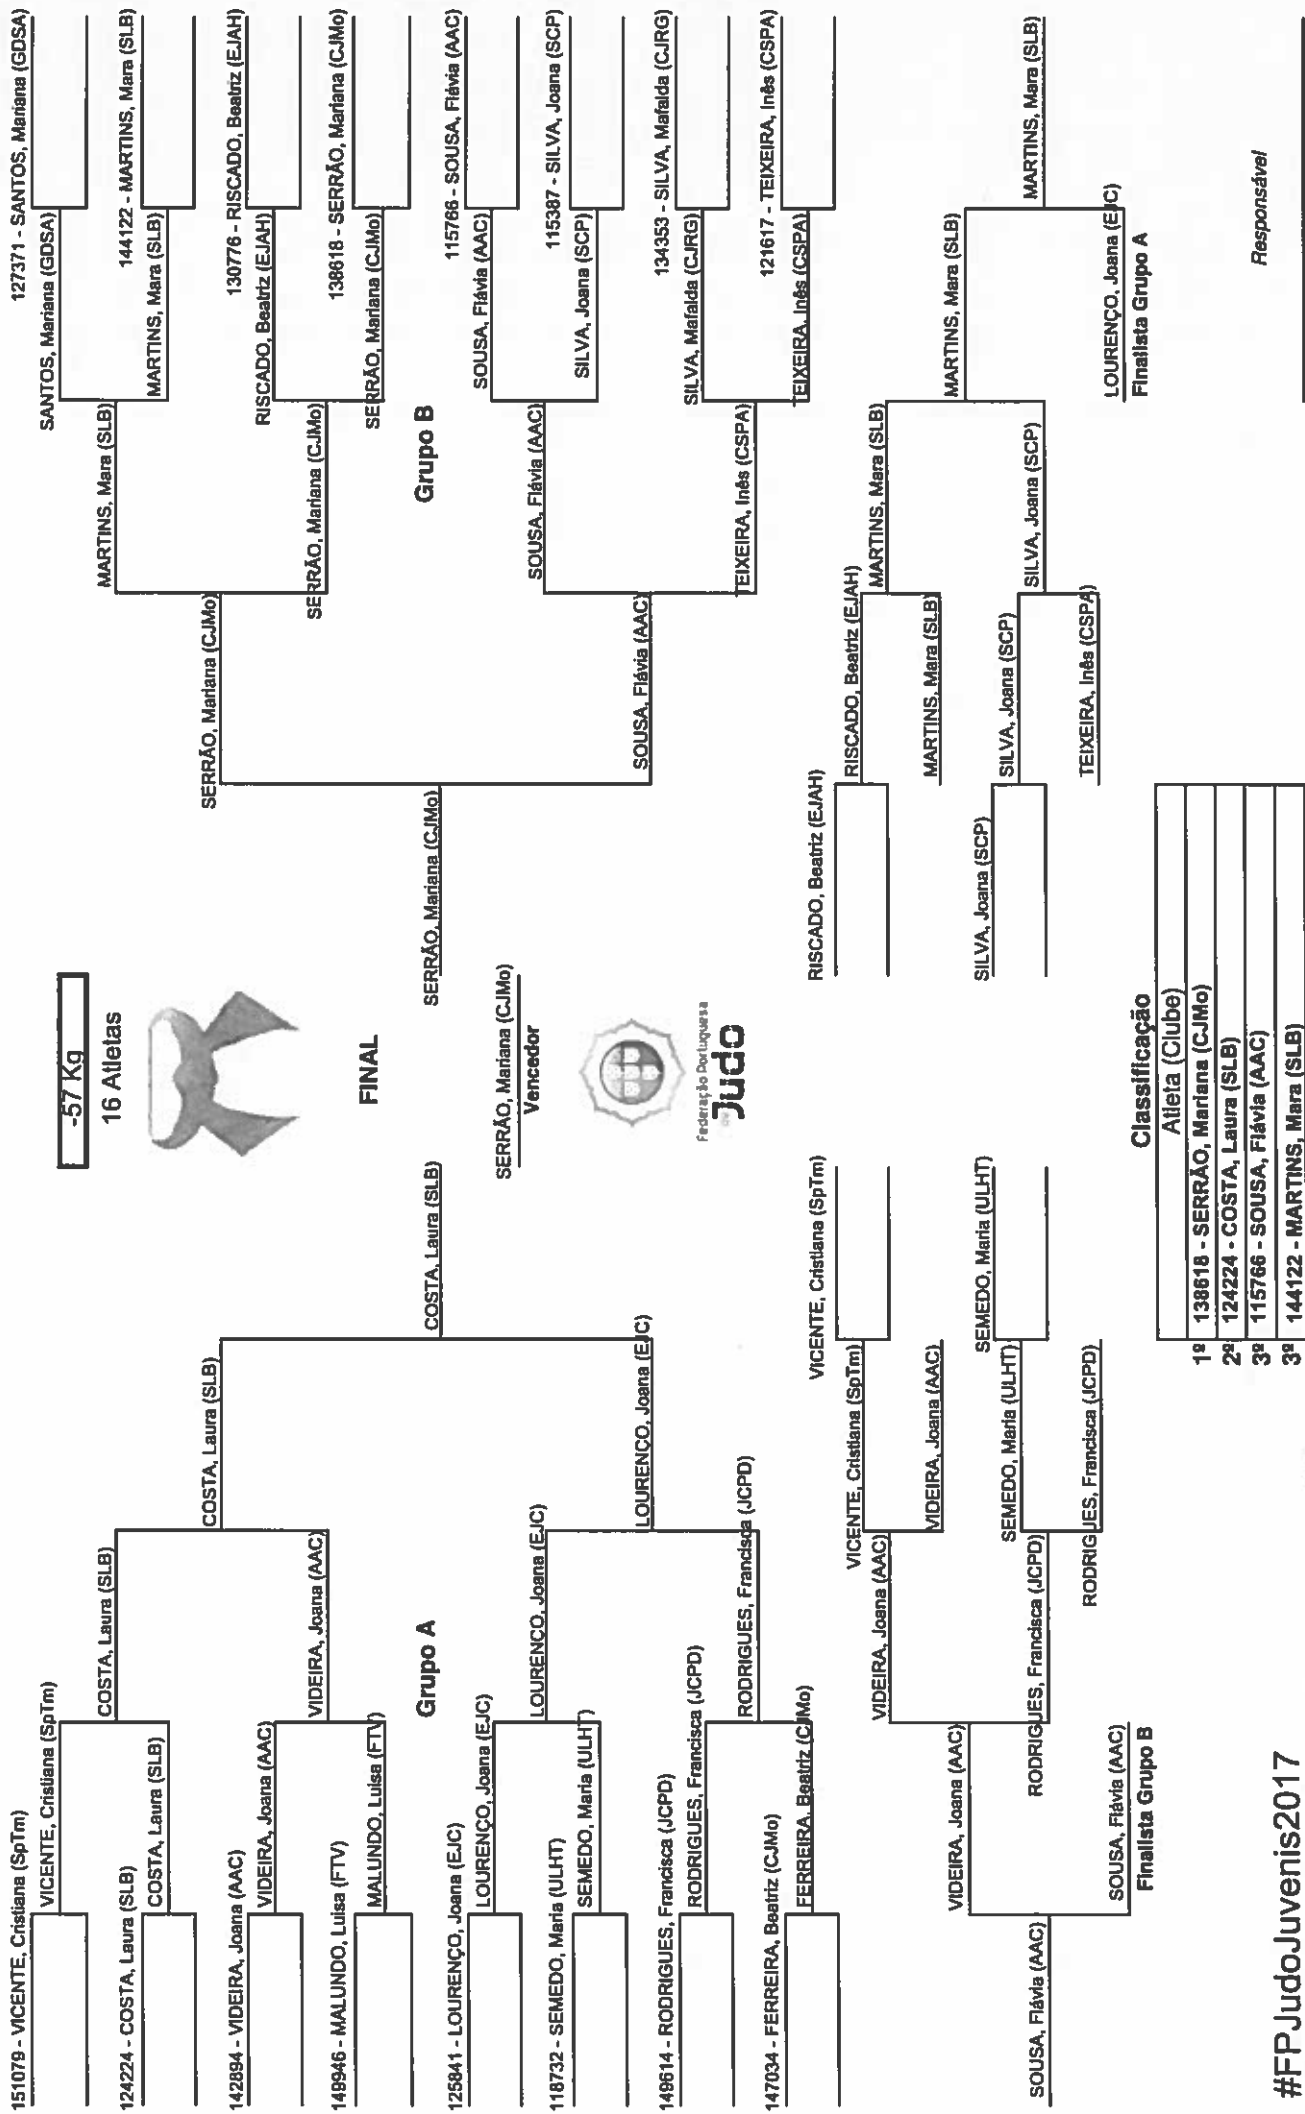 -57 Kg
16 Atletas
FINAL
SERRÃO, Mariana (CJMo)
Vencedor
Federação Portuguesa
Judo
151079 - VICENTE, Cristiana (SpTm)
VICENTE, Cristiana (SpTm)
124224 - COSTA, Laura (SLB)
COSTA, Laura (SLB)
COSTA, Laura (SLB)
142894 - VIDEIRA, Joana (AAC)
VIDEIRA, Joana (AAC)
149946 - MALUNDO, Luisa (FTV)
MALUNDO, Luisa (FTV)
VIDEIRA, Joana (AAC)
COSTA, Laura (SLB)
Grupo A
125841 - LOURENÇO, Joana (EJC)
LOURENÇO, Joana (EJC)
118732 - SEMEDO, Maria (ULHT)
SEMEDO, Maria (ULHT)
LOURENÇO, Joana (EJC)
149614 - RODRIGUES, Francisca (JCPD)
RODRIGUES, Francisca (JCPD)
147034 - FERREIRA, Beatriz (CJMo)
FERREIRA, Beatriz (CJMo)
RODRIGUES, Francisca (JCPD)
LOURENÇO, Joana (EJC)
COSTA, Laura (SLB)
127371 - SANTOS, Mariana (GDSA)
SANTOS, Mariana (GDSA)
144122 - MARTINS, Mara (SLB)
MARTINS, Mara (SLB)
MARTINS, Mara (SLB)
130776 - RISCADO, Beatriz (EJAH)
RISCADO, Beatriz (EJAH)
138618 - SERRÃO, Mariana (CJMo)
SERRÃO, Mariana (CJMo)
SERRÃO, Mariana (CJMo)
SERRÃO, Mariana (CJMo)
Grupo B
115766 - SOUSA, Flávia (AAC)
SOUSA, Flávia (AAC)
115387 - SILVA, Joana (SCP)
SILVA, Joana (SCP)
SOUSA, Flávia (AAC)
134353 - SILVA, Mafalda (CJRG)
SILVA, Mafalda (CJRG)
121617 - TEIXEIRA, Inês (CSPA)
TEIXEIRA, Inês (CSPA)
TEIXEIRA, Inês (CSPA)
SOUSA, Flávia (AAC)
SERRÃO, Mariana (CJMo)
VICENTE, Cristiana (SpTm)
VICENTE, Cristiana (SpTm)
VIDEIRA, Joana (AAC)
VIDEIRA, Joana (AAC)
SEMEDO, Maria (ULHT)
SEMEDO, Maria (ULHT)
RODRIGUES, Francisca (JCPD)
RODRIGUES, Francisca (JCPD)
VIDEIRA, Joana (AAC)
SOUSA, Flávia (AAC)
Finalista Grupo B
SOUSA, Flávia (AAC)
RISCADO, Beatriz (EJAH)
RISCADO, Beatriz (EJAH)
MARTINS, Mara (SLB)
MARTINS, Mara (SLB)
SILVA, Joana (SCP)
SILVA, Joana (SCP)
TEIXEIRA, Inês (CSPA)
SILVA, Joana (SCP)
MARTINS, Mara (SLB)
LOURENÇO, Joana (EJC)
Finalista Grupo A
MARTINS, Mara (SLB)
Classificação
Atleta (Clube)
1º 138618 - SERRÃO, Mariana (CJMo)
2º 124224 - COSTA, Laura (SLB)
3º 115766 - SOUSA, Flávia (AAC)
3º 144122 - MARTINS, Mara (SLB)
Responsável
#FPJudoJuvenis2017